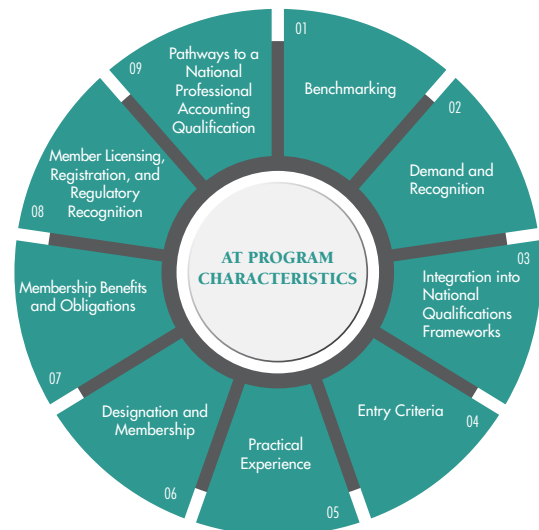 AT PROGRAM
CHARACTERISTICS
01
Benchmarking
02
Demand and
Recognition
03
Integration into
National
Qualifications
Frameworks
04
Entry Criteria
05
Practical
Experience
06
Designation and
Membership
07
Membership Benefits
and Obligations
08
Member Licensing,
Registration, and
Regulatory
Recognition
09
Pathways to a
National
Professional
Accounting
Qualification